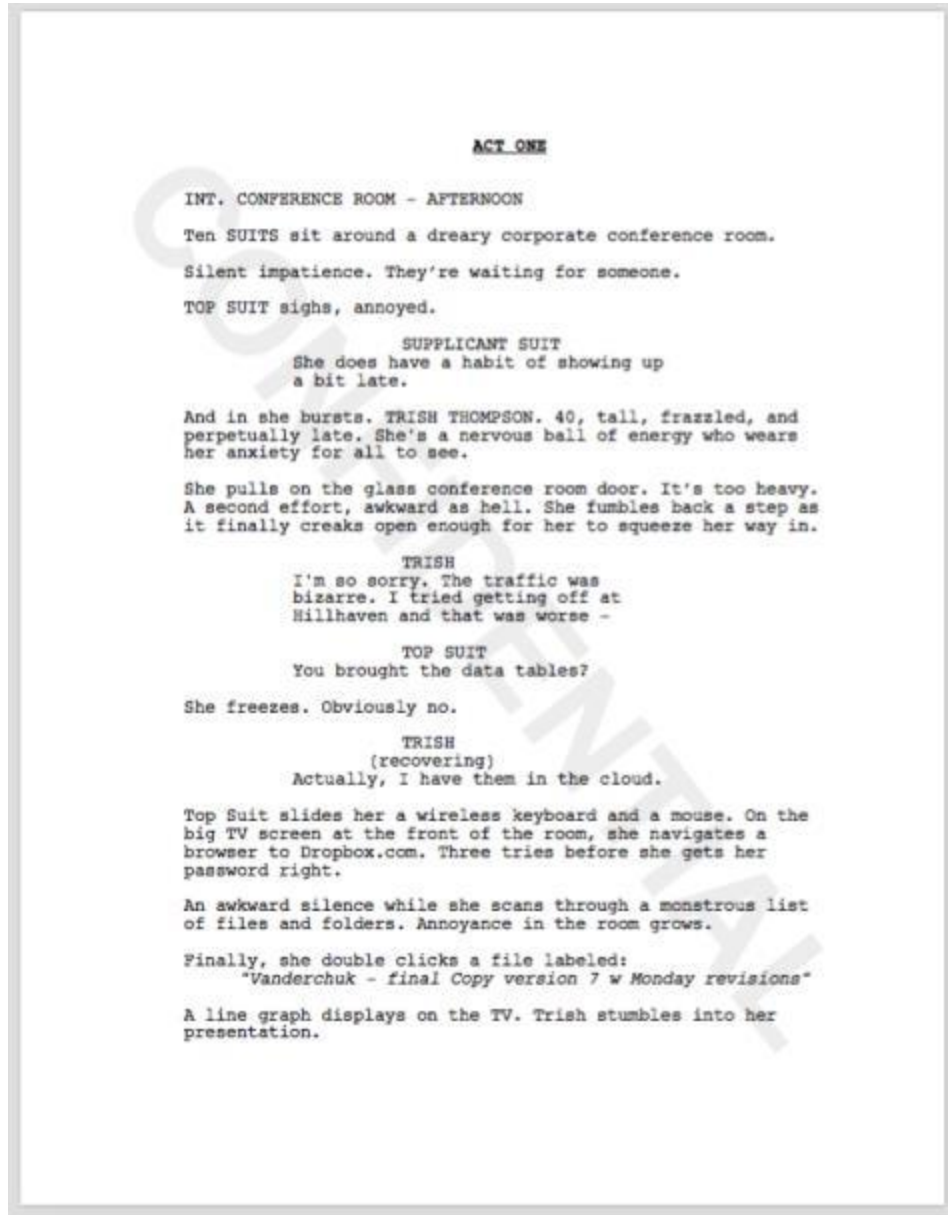 ACT ONE
INT. CONFERENCE ROOM - AFTERNOON
Ten SUITS sit around a dreary corporate conference room.
Silent impatience. They're waiting for someone.
TOP SUIT sighs, annoyed.
SUPPLICANT SUIT
She does have a habit of showing up
a bit late.
And in she bursts. TRISH THOMPSON. 40, tall, frazzled, and
perpetually late. She's a nervous ball of energy who wears
her anxiety for all to see.
She pulls on the glass conference room door. It's too heavy.
A second effort, awkward as hell. She fumbles back a step as
it finally creaks open enough for her to squeeze her way in.
TRISH
I'm so sorry. The traffic was
bizarre. I tried getting off at
Hillhaven and that was worse -
TOP SUIT
You brought the data tables?
She freezes. Obviously no.
TRISH
(recovering)
Actually, I have them in the cloud.
Top Suit slides her a wireless keyboard and a mouse. On the
big TV screen at the front of the room, she navigates a
browser to Dropbox.com. Three tries before she gets her
password right.
An awkward silence while she scans through a monstrous list
of files and folders. Annoyance in the room grows.
Finally, she double clicks a file labeled:
"Vanderchuk - final Copy version 7 w Monday revisions"
A line graph displays on the TV. Trish stumbles into her
presentation.
CONFIDENTIAL